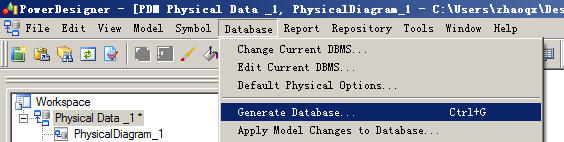 PowerDesigner - [PDM Physical Data _1, PhysicalDiagram_1 - C:\Users\zhaoqx\Des
File Edit View Model Symbol Database Report Repository Tools Window Help
Change Current DBMS...
Edit Current DBMS...
Default Physical Options...
Generate Database... Ctrl+G
Apply Model Changes to Database...
Workspace
Physical Data _1 *
PhysicalDiagram_1